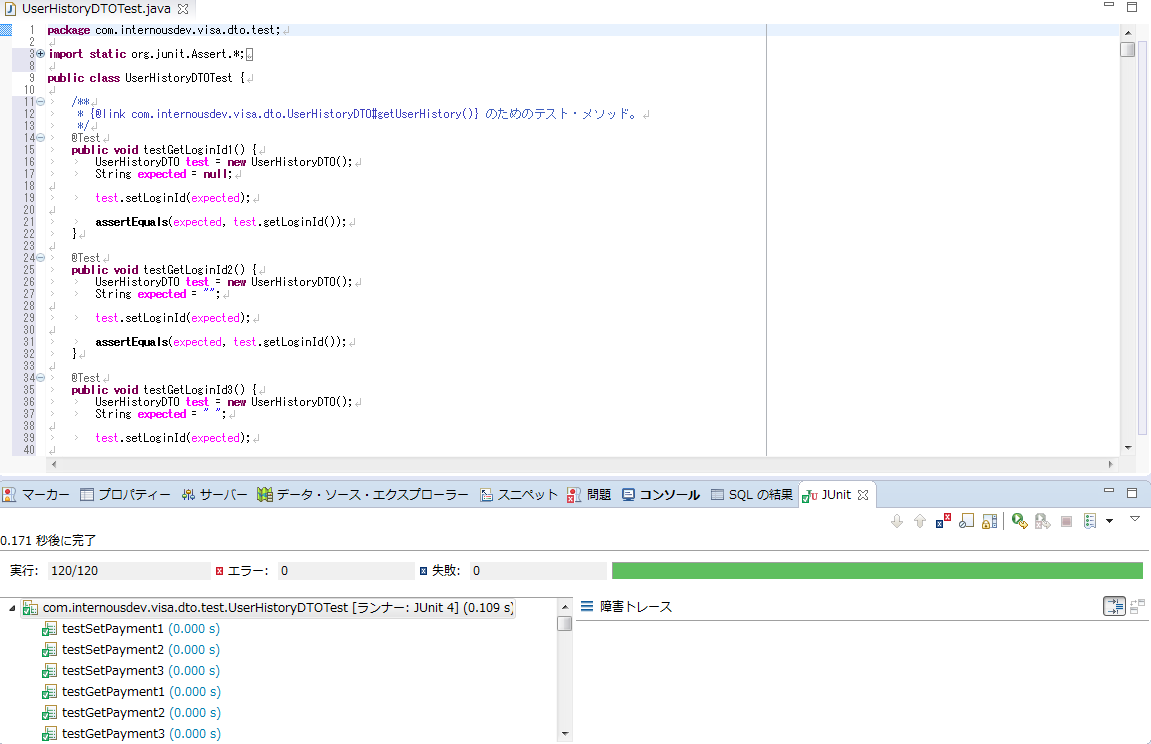 UserHistoryDTOTest.java
1 package com.internousdev.visa.dto.test;
2
3 import static org.junit.Assert.*;
8
9 public class UserHistoryDTOTest {
10
11 /**
12 * {@link com.internousdev.visa.dto.UserHistoryDTO#getUserHistory()} のためのテスト・メソッド。
13 */
14 @Test
15 public void testGetLoginId1() {
16 UserHistoryDTO test = new UserHistoryDTO();
17 String expected = null;
18
19 test.setLoginId(expected);
20
21 assertEquals(expected, test.getLoginId());
22 }
23
24 @Test
25 public void testGetLoginId2() {
26 UserHistoryDTO test = new UserHistoryDTO();
27 String expected = "";
28
29 test.setLoginId(expected);
30
31 assertEquals(expected, test.getLoginId());
32 }
33
34 @Test
35 public void testGetLoginId3() {
36 UserHistoryDTO test = new UserHistoryDTO();
37 String expected = " ";
38
39 test.setLoginId(expected);
40
マーカー プロパティー サーバー データ・ソース・エクスプローラー スニペット 問題 コンソール SQL の結果 JUnit
0.171 秒後に完了
実行: 120/120 エラー: 0 失敗: 0
com.internousdev.visa.dto.test.UserHistoryDTOTest [ランナー: JUnit 4] (0.109 s) 障害トレース
testSetPayment1 (0.000 s)
testSetPayment2 (0.000 s)
testSetPayment3 (0.000 s)
testGetPayment1 (0.000 s)
testGetPayment2 (0.000 s)
testGetPayment3 (0.000 s)